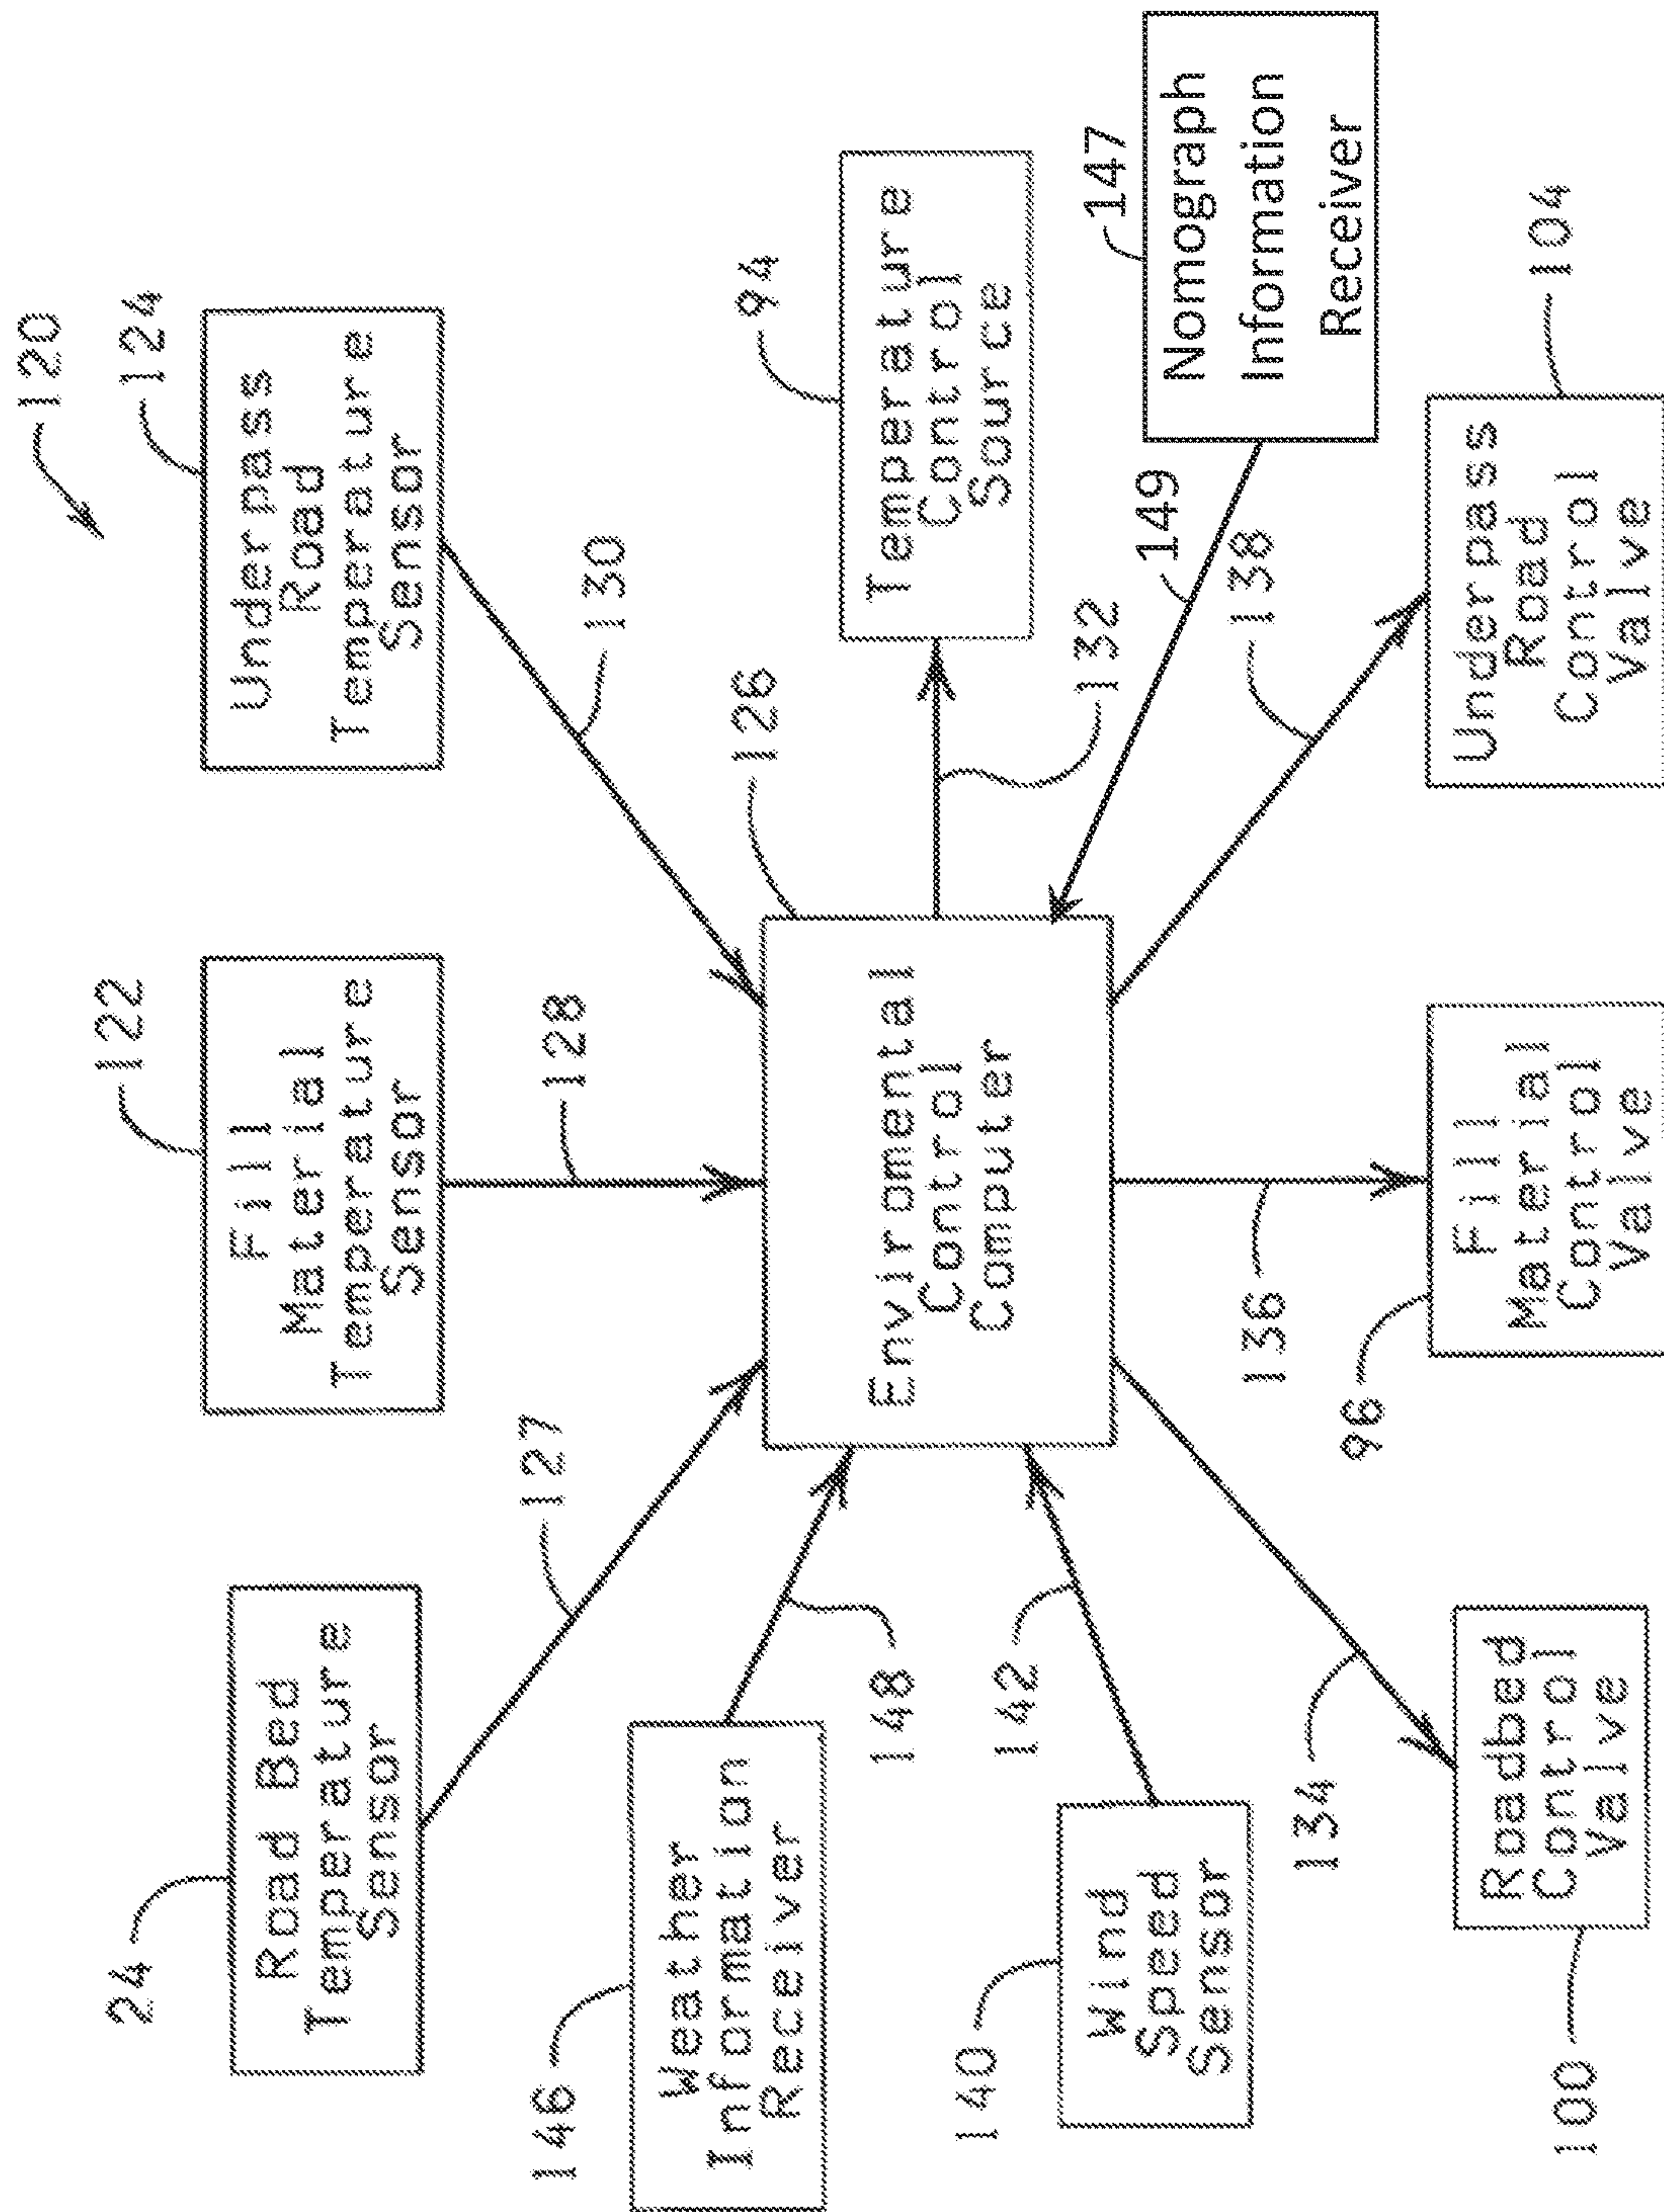 120
24
Road Bed
Temperature
Sensor
122
Fill
Material
Temperature
Sensor
124
Underpass
Road
Temperature
Sensor
127
128
130
146
Weather
Information
Receiver
148
126
Enviromental
Control
Computer
94
Temperature
Control
Source
132
140
Wind
Speed
Sensor
142
147
Nomograph
Information
Receiver
149
134
136
138
100
Roadbed
Control
Valve
96
Fill
Material
Control
Valve
104
Underpass
Road
Control
Valve